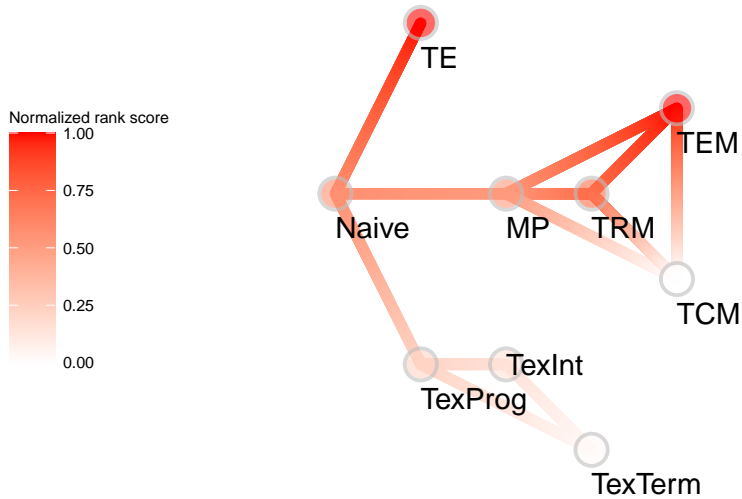 TE
Normalized rank score
1.00
0.75
0.50
0.25
0.00
TEM
Naive
MP
TRM
TCM
TexInt
TexProg
TexTerm